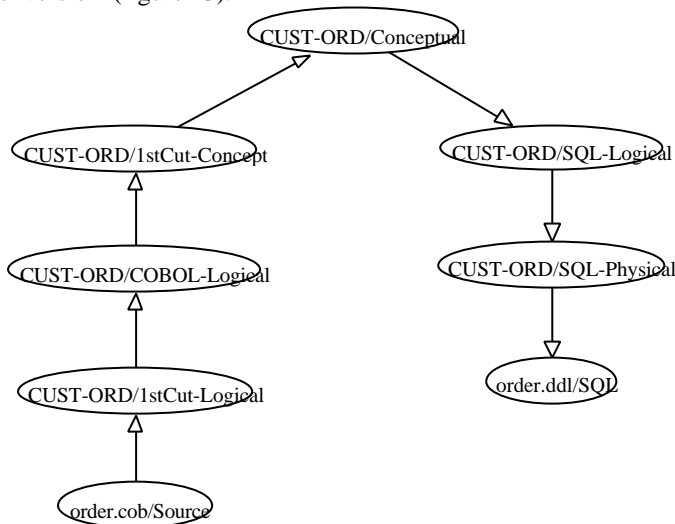 CUST-ORD/Conceptual
CUST-ORD/1stCut-Concept
CUST-ORD/SQL-Logical
CUST-ORD/COBOL-Logical
CUST-ORD/SQL-Physical
CUST-ORD/1stCut-Logical
order.ddl/SQL
order.cob/Source